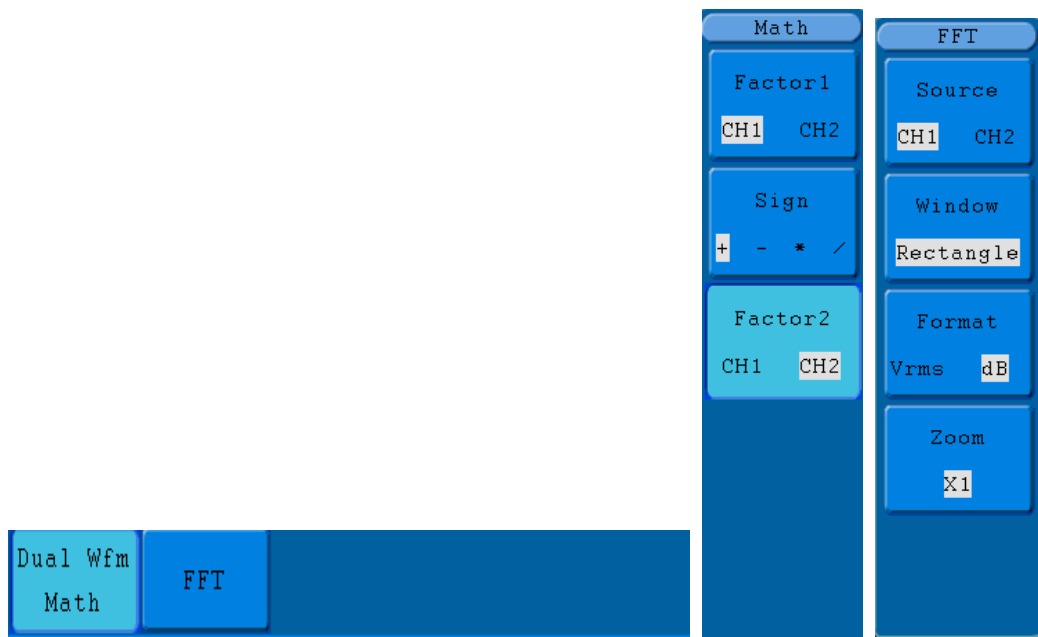 Math
Factor1
CH1 CH2
Sign
+ - * /
Factor2
CH1 CH2
FFT
Source
CH1 CH2
Window
Rectangle
Format
Vrms dB
Zoom
X1
Dual Wfm
Math
FFT